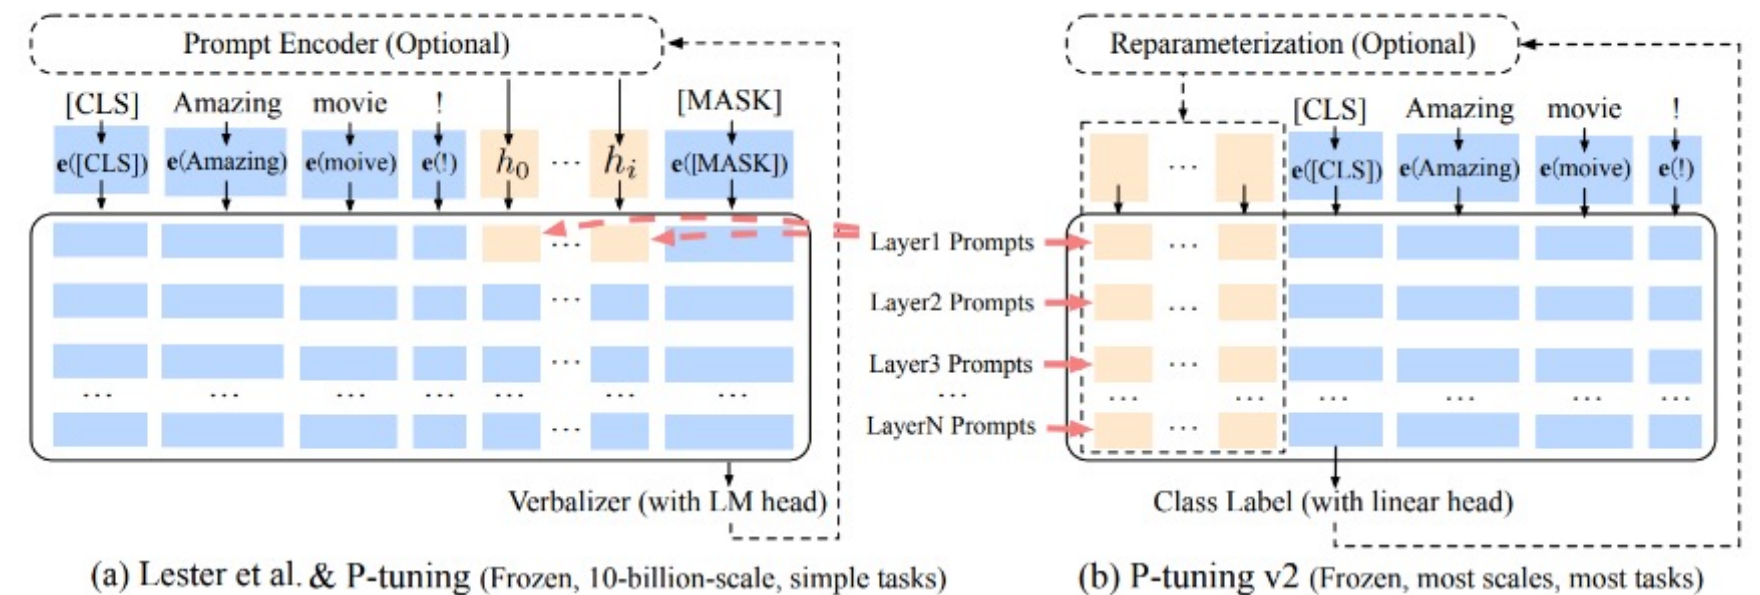 Prompt Encoder (Optional)
[CLS] Amazing movie ! [MASK]
e([CLS]) e(Amazing) e(moive) e(!) h0 ... hi e([MASK])
...
...
...
... ... ... ... ... ... ...
...
Verbalizer (with LM head)
(a) Lester et al. & P-tuning (Frozen, 10-billion-scale, simple tasks)
Layer1 Prompts
Layer2 Prompts
Layer3 Prompts
...
LayerN Prompts
Reparameterization (Optional)
[CLS] Amazing movie !
... e([CLS]) e(Amazing) e(moive) e(!)
...
...
...
... ... ... ... ... ...
...
Class Label (with linear head)
(b) P-tuning v2 (Frozen, most scales, most tasks)